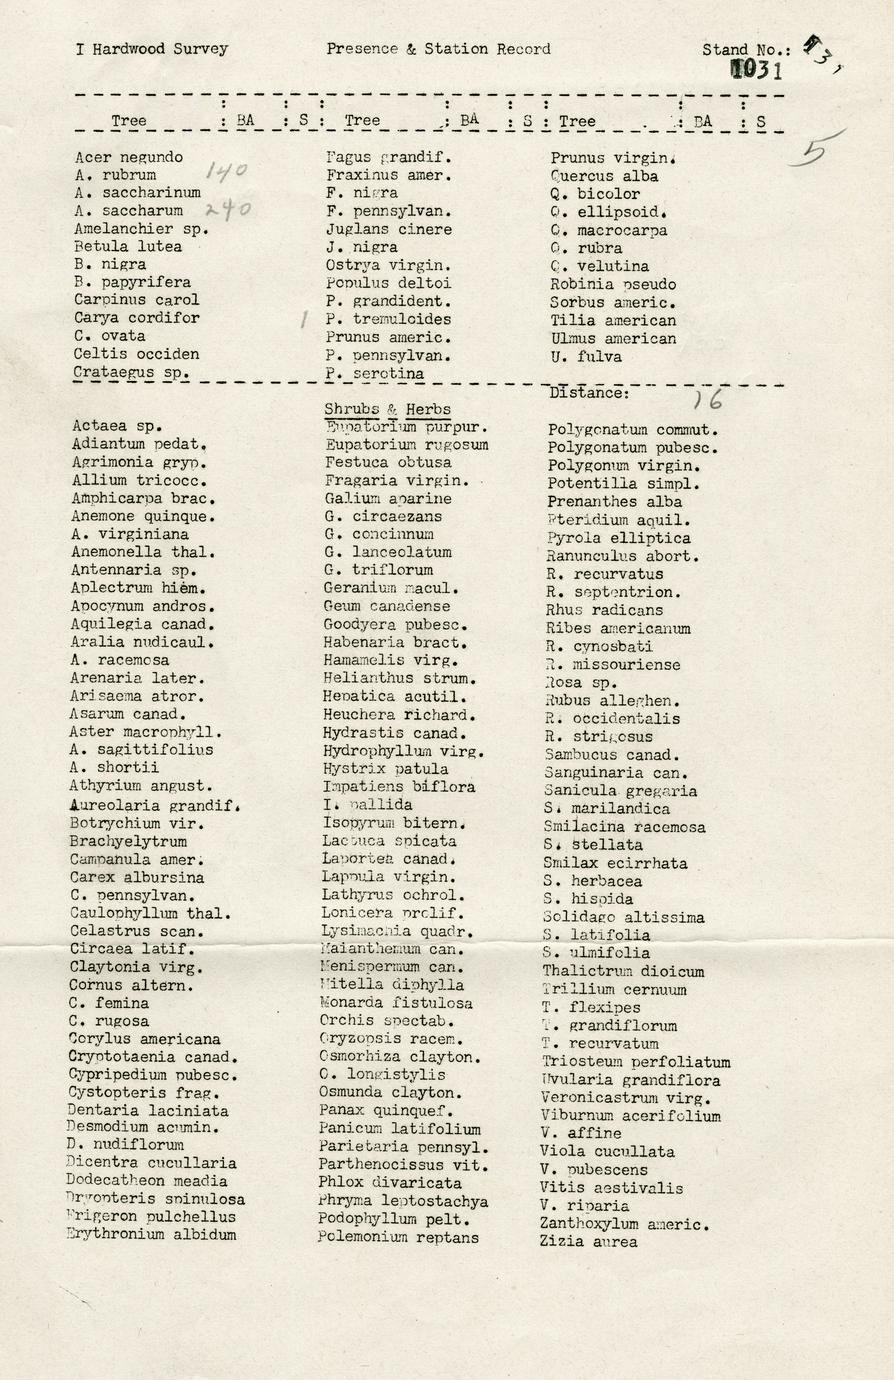 I Hardwood Survey Presence & Station Record Stand No.: 
1031
Tree : BA : S : Tree : BA : S : Tree : BA : S
5
Acer negundo
A. rubrum 140
A. saccharinum
A. saccharum 240
Amelanchier sp.
Betula lutea
B. nigra
B. papyrifera
Carpinus carol
Carya cordifor
C. ovata
Celtis occiden
Crataegus sp.
Fagus grandif.
Fraxinus amer.
F. nigra
F. pennsylvan.
Juglans cinere
J. nigra
Ostrya virgin.
Populus deltoi
P. grandident.
1 P. tremuloides
Prunus americ.
P. pennsylvan.
P. serotina
Prunus virgin.
Quercus alba
Q. bicolor
Q. ellipsoid.
Q. macrocarpa
Q. rubra
Q. velutina
Robinia pseudo
Sorbus americ.
Tilia american
Ulmus american
U. fulva
Distance: 16
Shrubs & Herbs
Actaea sp.
Adiantum pedat.
Agrimonia gryp.
Allium tricocc.
Amphicarpa brac.
Anemone quinque.
A. virginiana
Anemonella thal.
Antennaria sp.
Aplectrum hiem.
Apocynum andros.
Aquilegia canad.
Aralia nudicaul.
A. racemosa
Arenaria later.
Arisaema atror.
Asarum canad.
Aster macrophyll.
A. sagittifolius
A. shortii
Athyrium angust.
Aureolaria grandif.
Botrychium vir.
Brachyelytrum
Campanula amer.
Carex albursina
C. pennsylvan.
Caulophyllum thal.
Celastrus scan.
Circaea latif.
Claytonia virg.
Cornus altern.
C. femina
C. rugosa
Corylus americana
Cryptotaenia canad.
Cypripedium pubesc.
Cystopteris frag.
Dentaria laciniata
Desmodium acumin.
D. nudiflorum
Dicentra cucullaria
Dodecatheon meadia
Dryopteris spinulosa
Erigeron pulchellus
Erythronium albidum
Eupatorium purpur.
Eupatorium rugosum
Festuca obtusa
Fragaria virgin.
Galium aparine
G. circaezans
G. concinnum
G. lanceolatum
G. triflorum
Geranium macul.
Geum canadense
Goodyera pubesc.
Habenaria bract.
Hamamelis virg.
Helianthus strum.
Hepatica acutil.
Heuchera richard.
Hydrastis canad.
Hydrophyllum virg.
Hystrix patula
Impatiens biflora
I. pallida
Isopyrum bitern.
Lactuca spicata
Laportea canad.
Lappula virgin.
Lathyrus ochrol.
Lonicera prolif.
Lysimachia quadr.
Maianthemum can.
Menispermum can.
Mitella diphylla
Monarda fistulosa
Orchis spectab.
Oryzopsis racem.
Osmorhiza clayton.
O. longistylis
Osmunda clayton.
Panax quinquef.
Panicum latifolium
Parietaria pennsyl.
Parthenocissus vit.
Phlox divaricata
Phryma leptostachya
Podophyllum pelt.
Polemonium reptans
Polygonatum commut.
Polygonatum pubesc.
Polygonum virgin.
Potentilla simpl.
Prenanthes alba
Pteridium aquil.
Pyrola elliptica
Ranunculus abort.
R. recurvatus
R. septentrion.
Rhus radicans
Ribes americanum
R. cynosbati
R. missouriense
Rosa sp.
Rubus alleghen.
R. occidentalis
R. strigosus
Sambucus canad.
Sanguinaria can.
Sanicula gregaria
S. marilandica
Smilacina racemosa
S. stellata
Smilax ecirrhata
S. herbacea
S. hispida
Solidago altissima
S. latifolia
S. ulmifolia
Thalictrum dioicum
Trillium cernuum
T. flexipes
T. grandiflorum
T. recurvatum
Triosteum perfoliatum
Uvularia grandiflora
Veronicastrum virg.
Viburnum acerifolium
V. affine
Viola cucullata
V. pubescens
Vitis aestivalis
V. riparia
Zanthoxylum americ.
Zizia aurea